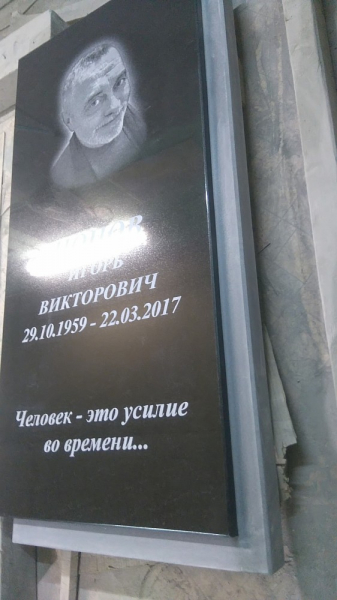 ИГОРЬ
ВИКТОРОВИЧ
29.10.1959 - 22.03.2017
Человек - это усилие
во времени...